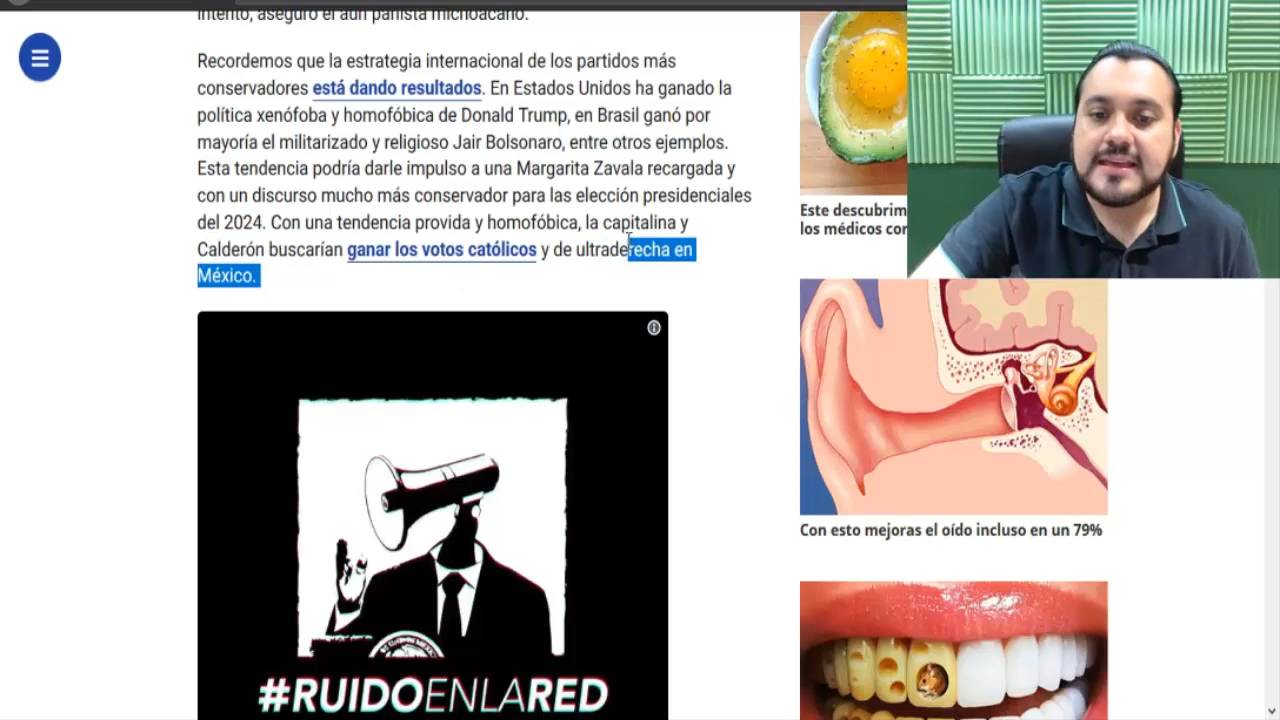 intento, aseguró el aún panista michoacano.
Recordemos que la estrategia internacional de los partidos más
conservadores está dando resultados. En Estados Unidos ha ganado la
política xenófoba y homofóbica de Donald Trump, en Brasil ganó por
mayoría el militarizado y religioso Jair Bolsonaro, entre otros ejemplos.
Esta tendencia podría darle impulso a una Margarita Zavala recargada y
con un discurso mucho más conservador para las elección presidenciales
del 2024. Con una tendencia provida y homofóbica, la capitalina y
Calderón buscarían ganar los votos católicos y de ultraderecha en
México.
#RUIDOENLARED
Este descubrim
los médicos cor
Con esto mejoras el oído incluso en un 79%